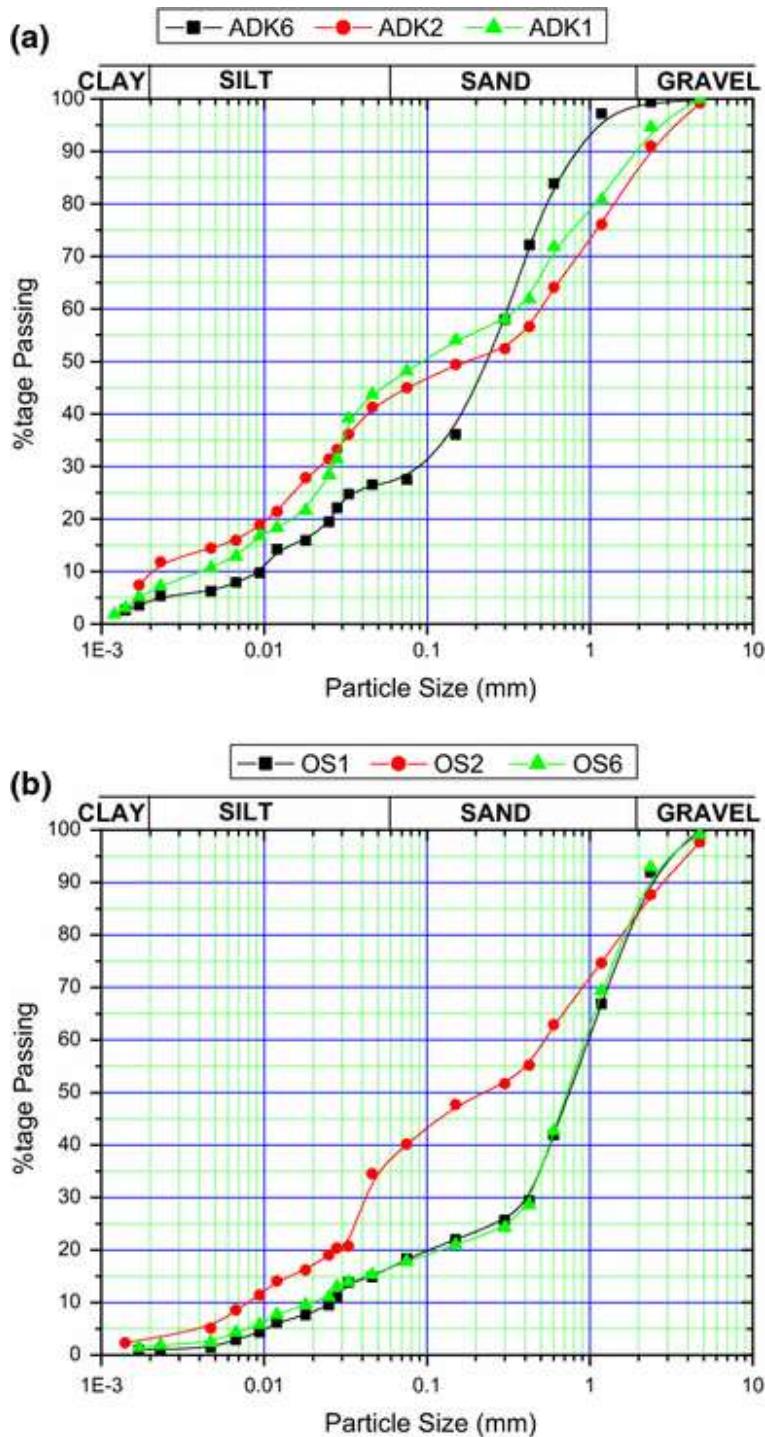 (a)
ADK6 ADK2 ADK1
CLAY SILT SAND GRAVEL
100
90
80
70
60
50
40
30
20
10
0
%tage Passing
1E-3 0.01 0.1 1 10
Particle Size (mm)
(b)
OS1 OS2 OS6
CLAY SILT SAND GRAVEL
100
90
80
70
60
50
40
30
20
10
0
%tage Passing
1E-3 0.01 0.1 1 10
Particle Size (mm)